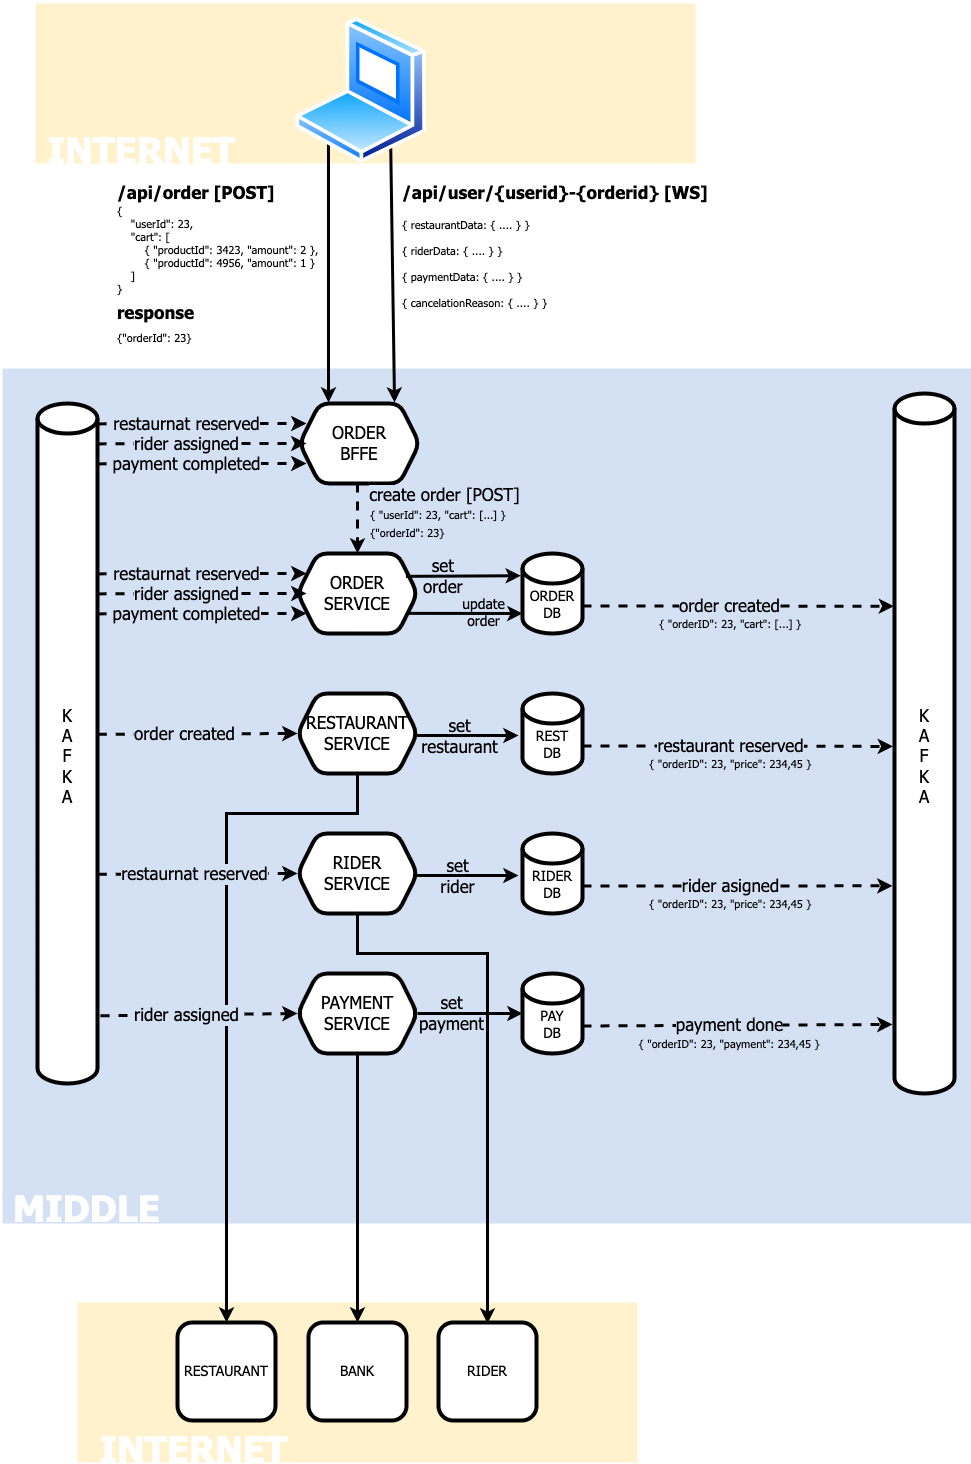 INTERNET
/api/order [POST]
{
"userId": 23,
"cart": [
{ "productId": 3423, "amount": 2 },
{ "productId": 4956, "amount": 1 }
]
}
response
{"orderId": 23}
/api/user/{userid}-{orderid} [WS]
{ restaurantData: { .... } }
{ riderData: { .... } }
{ paymentData: { .... } }
{ cancelationReason: { .... } }
restaurnat reserved
rider assigned
payment completed
ORDER
BFFE
create order [POST]
{ "userId": 23, "cart": [...] }
{"orderId": 23}
restaurnat reserved
rider assigned
payment completed
ORDER
SERVICE
set
order
update
order
ORDER
DB
order created
{ "orderID": 23, "cart": [...] }
K
A
F
K
A
order created
RESTAURANT
SERVICE
set
restaurant
REST
DB
restaurant reserved
{ "orderID": 23, "price": 234,45 }
K
A
F
K
A
restaurnat reserved
RIDER
SERVICE
set
rider
RIDER
DB
rider asigned
{ "orderID": 23, "price": 234,45 }
rider assigned
PAYMENT
SERVICE
set
payment
PAY
DB
payment done
{ "orderID": 23, "payment": 234,45 }
MIDDLE
RESTAURANT
BANK
RIDER
INTERNET